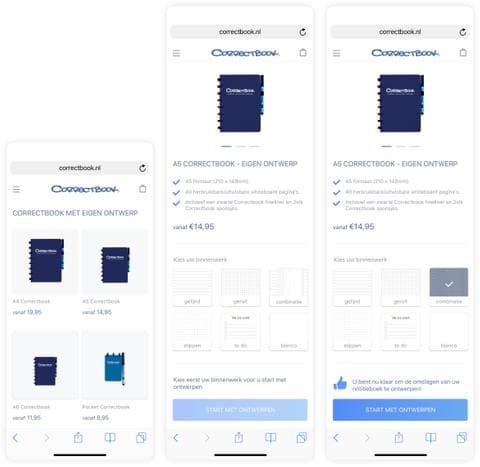 correctbook.nl
CORRECTBOOK
CORRECTBOOK MET EIGEN ONTWERP
A4 Correctbook
vanaf 19,95
A5 Correctbook
vanaf 14,95
A6 Correctbook
vanaf 11,95
Pocket Correctbook
vanaf 8,95
correctbook.nl
CORRECTBOOK
CORRECTBOOK
A5 CORRECTBOOK - EIGEN ONTWERP
A5 formaat (210 x 148mm)
40 herbruikbare/uitwisbare whiteboard pagina's.
Inclusief een zwarte Correctbook fineliner en 2x4
Correctbook sponsjes.
vanaf €14,95
Kies uw binnenwerk
gelijnd
geruit
combinatie
stippen
to do
blanco
Kies eerst uw binnenwerk voor u start met
ontwerpen
START MET ONTWERPEN
correctbook.nl
CORRECTBOOK
CORRECTBOOK
A5 CORRECTBOOK - EIGEN ONTWERP
A5 formaat (210 x 148mm)
40 herbruikbare/uitwisbare whiteboard pagina's.
Inclusief een zwarte Correctbook fineliner en 2x4
Correctbook sponsjes.
vanaf €14,95
Kies uw binnenwerk
gelijnd
geruit
combinatie
stippen
to do
blanco
U bent nu klaar om de omslagen van uw
notitieboek te ontwerpen!
START MET ONTWERPEN